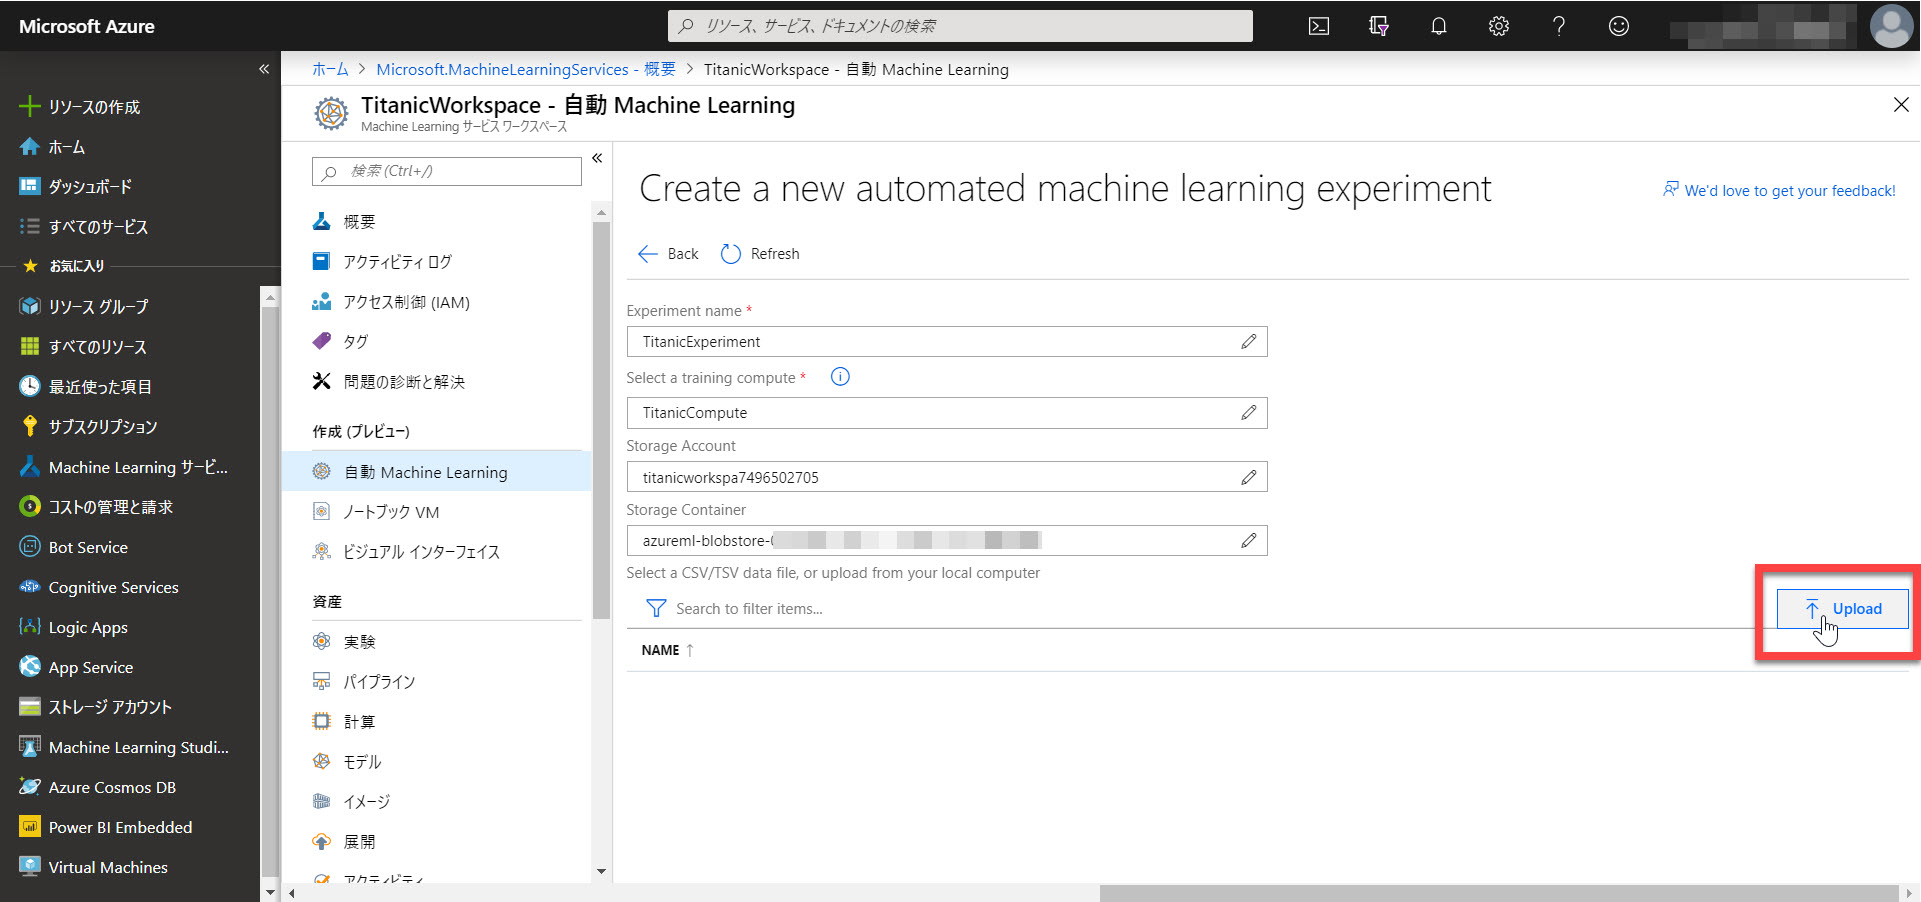 Microsoft Azure
リソース、サービス、ドキュメントの検索
«
リソースの作成
ホーム
ダッシュボード
すべてのサービス
お気に入り
リソース グループ
すべてのリソース
最近使った項目
サブスクリプション
Machine Learning サービ...
コストの管理と請求
Bot Service
Cognitive Services
Logic Apps
App Service
ストレージ アカウント
Machine Learning Studi...
Azure Cosmos DB
Power BI Embedded
Virtual Machines
ホーム > Microsoft.MachineLearningServices - 概要 > TitanicWorkspace - 自動 Machine Learning
TitanicWorkspace - 自動 Machine Learning
Machine Learning サービス ワークスペース
検索 (Ctrl+/)
«
概要
アクティビティ ログ
アクセス制御 (IAM)
タグ
問題の診断と解決
作成 (プレビュー)
自動 Machine Learning
ノートブック VM
ビジュアル インターフェイス
資産
実験
パイプライン
計算
モデル
イメージ
展開
アクティビティ
Create a new automated machine learning experiment
We'd love to get your feedback!
Back
Refresh
Experiment name *
TitanicExperiment
Select a training compute *
TitanicCompute
Storage Account
titanicworkspa7496502705
Storage Container
azureml-blobstore-
Select a CSV/TSV data file, or upload from your local computer
Search to filter items...
Upload
NAME ↑